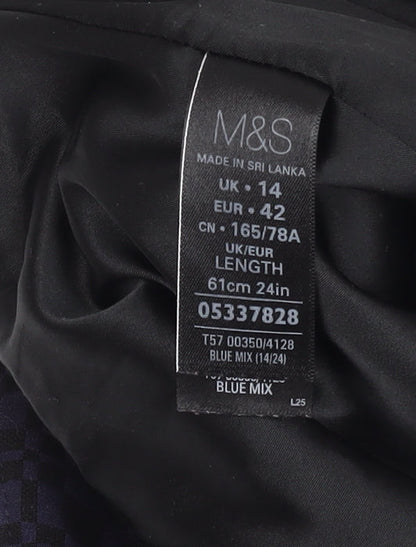 M&S
MADE IN SRI LANKA
UK • 14
EUR • 42
CN • 165/78A
UK/EUR
LENGTH
61cm 24in
05337828
T57 00350/4128
BLUE MIX (14/24)
BLUE MIX
L25